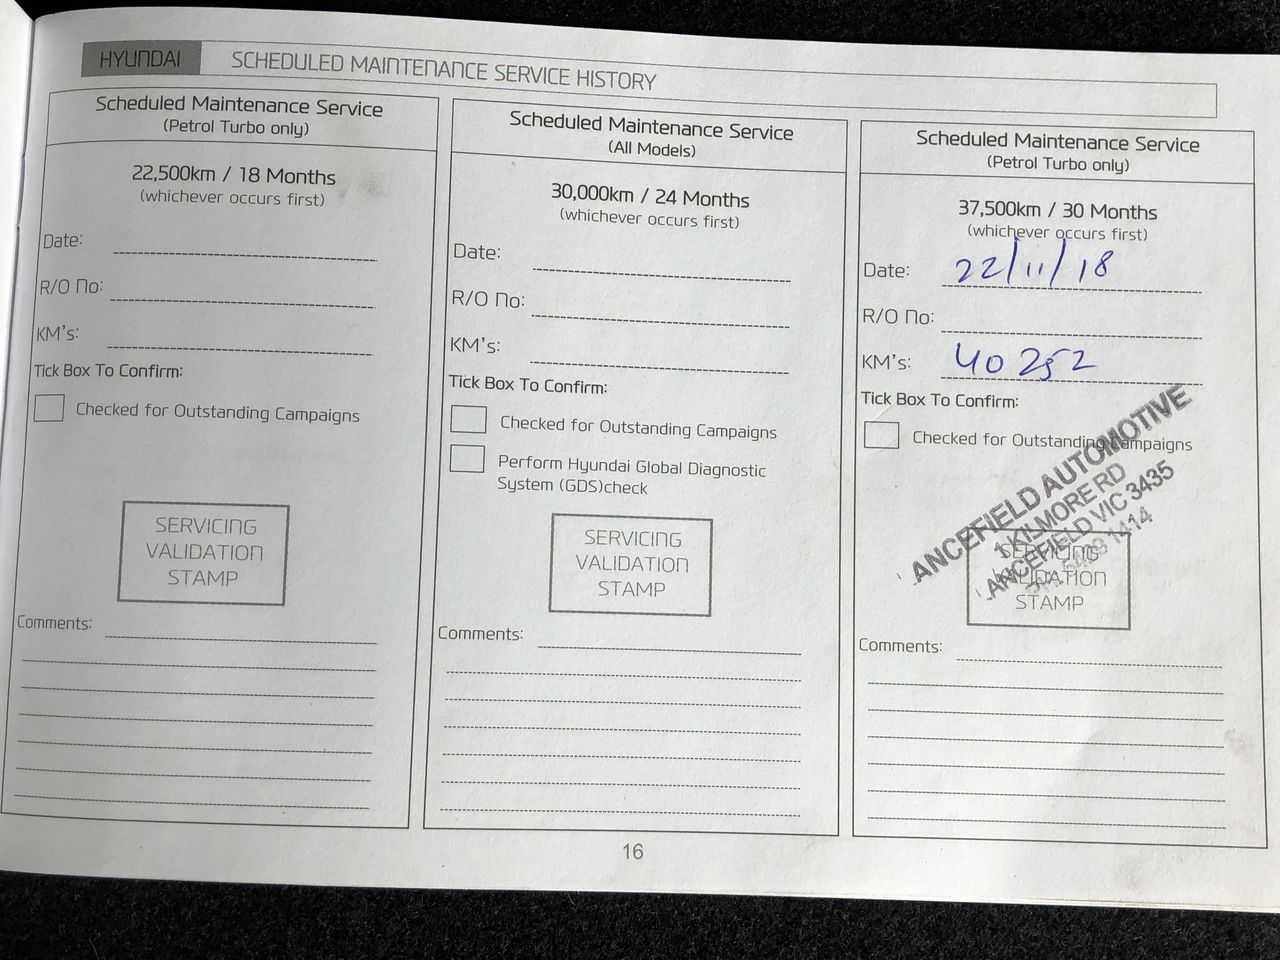 HYUNDAI SCHEDULED MAINTENANCE SERVICE HISTORY
Scheduled Maintenance Service
(Petrol Turbo only)
22,500km / 18 Months
(whichever occurs first)
Date:
R/O No:
KM's:
Tick Box To Confirm:
Checked for Outstanding Campaigns
SERVICING
VALIDATION
STAMP
Comments:
Scheduled Maintenance Service
(All Models)
30,000km / 24 Months
(whichever occurs first)
Date:
R/O No:
KM's:
Tick Box To Confirm:
Checked for Outstanding Campaigns
Perform Hyundai Global Diagnostic
System (GDS)check
SERVICING
VALIDATION
STAMP
Comments:
Scheduled Maintenance Service
(Petrol Turbo only)
37,500km / 30 Months
(whichever occurs first)
Date: 22/11/18
R/O No:
KM's: 40252
Tick Box To Confirm:
Checked for Outstanding Campaigns
ANCEFIELD AUTOMOTIVE
1 KILMORE RD
ANCEFIELD VIC 3435
1414
SERVICING
VALIDATION
STAMP
Comments:
16